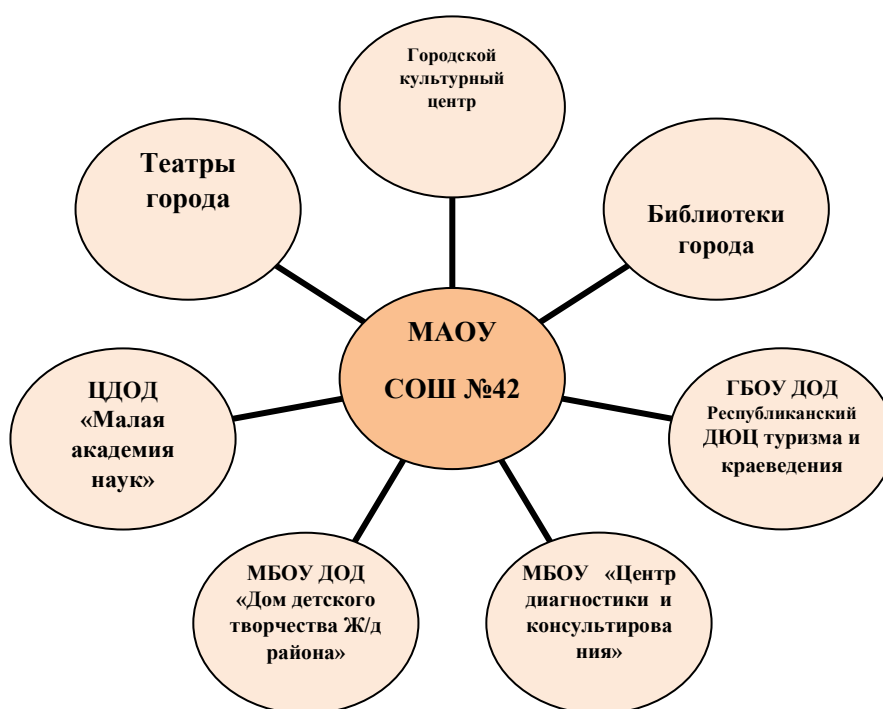 Городской
культурный
центр
Театры
города
Библиотеки
города
МАОУ
СОШ №42
ЦДОД
«Малая
академия
наук»
ГБОУ ДОД
Республиканский
ДЮЦ туризма и
краеведения
МБОУ ДОД
«Дом детского
творчества Ж/д
района»
МБОУ «Центр
диагностики и
консультирова
ния»